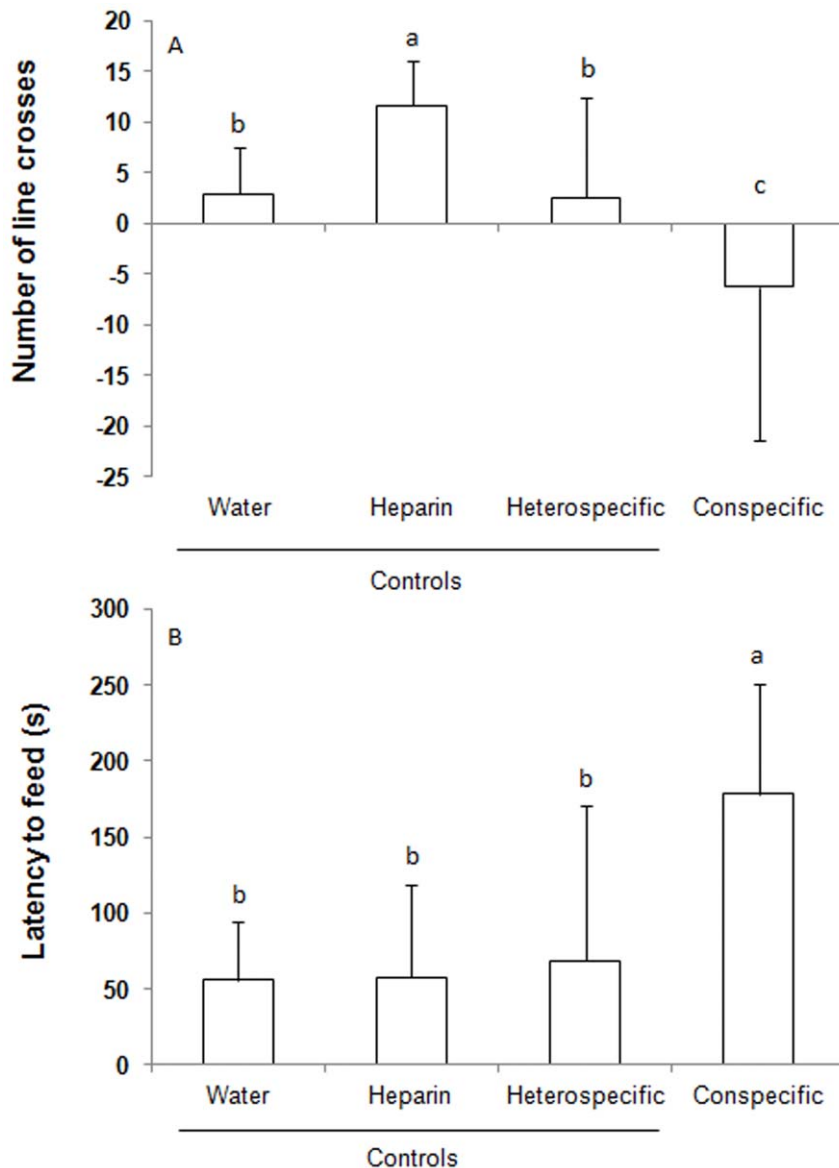 A
Number of line crosses
20
15
10
5
0
-5
-10
-15
-20
-25
b
a
b
c
Water Heparin Heterospecific Conspecific
Controls
B
Latency to feed (s)
300
250
200
150
100
50
0
b
b
b
a
Water Heparin Heterospecific Conspecific
Controls